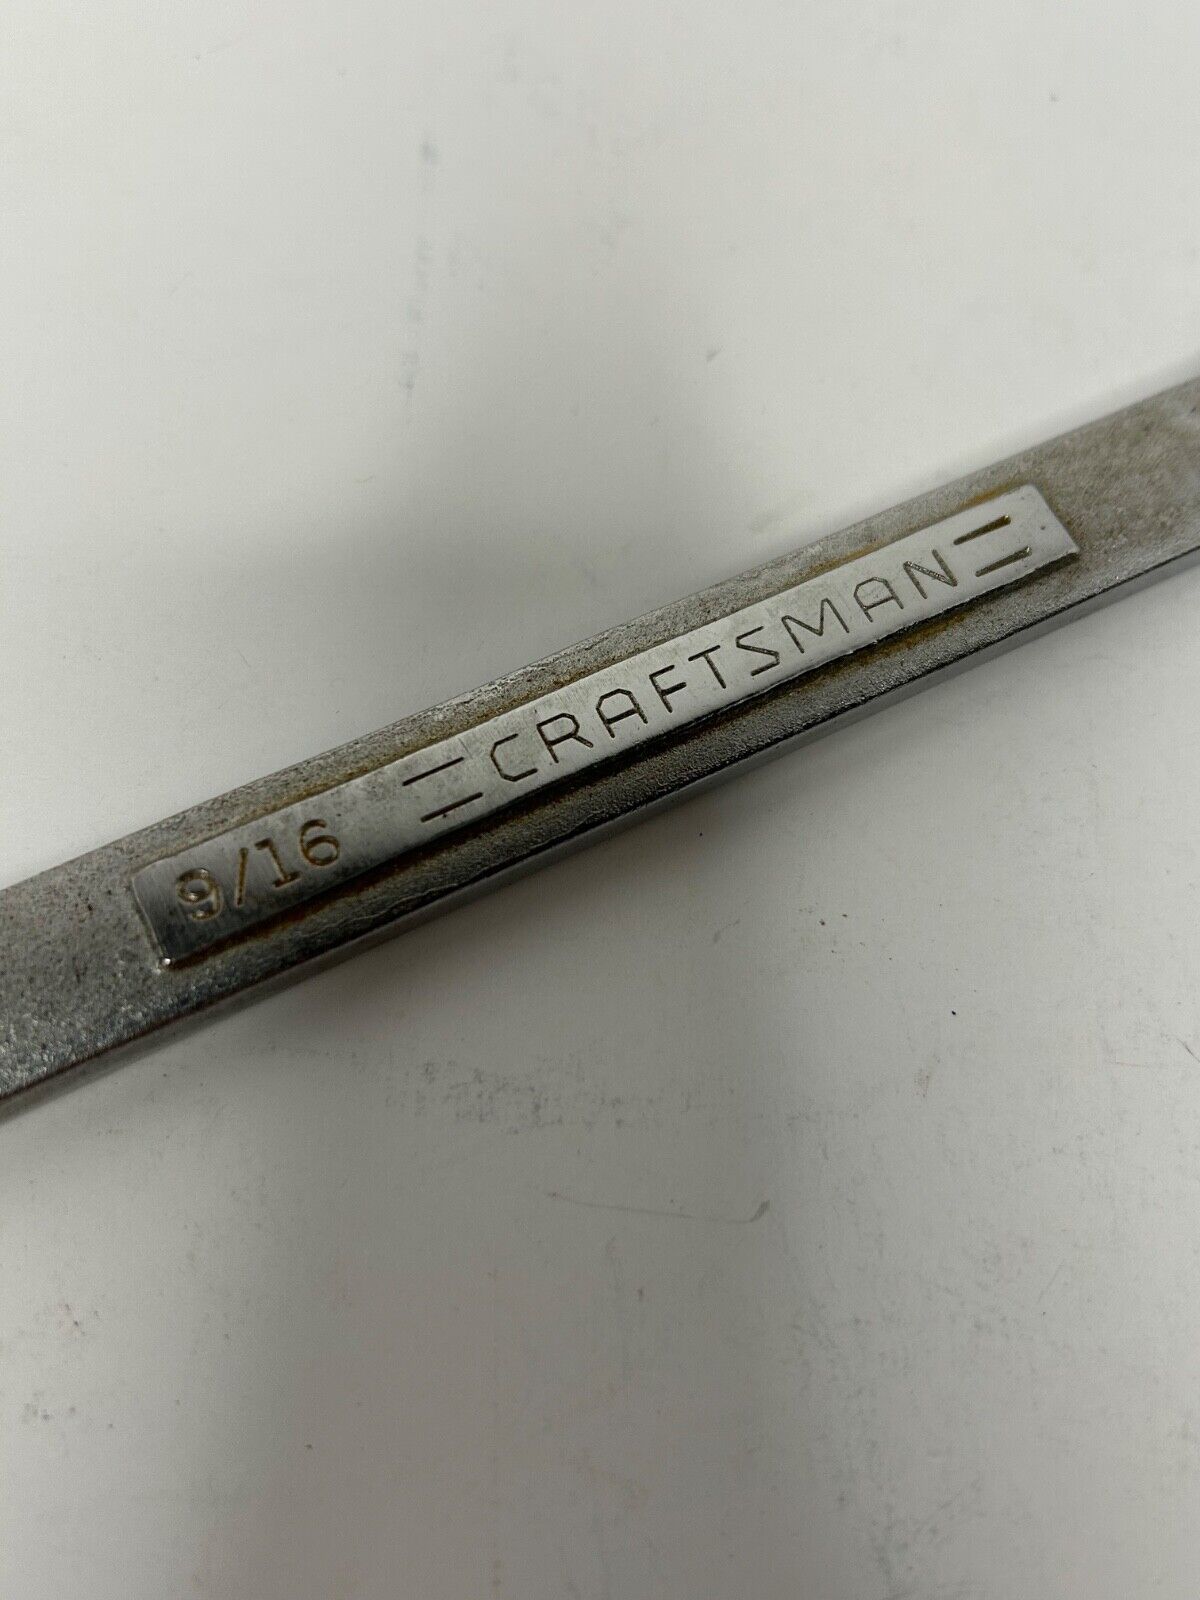 9/16 =CRAFTSMAN=